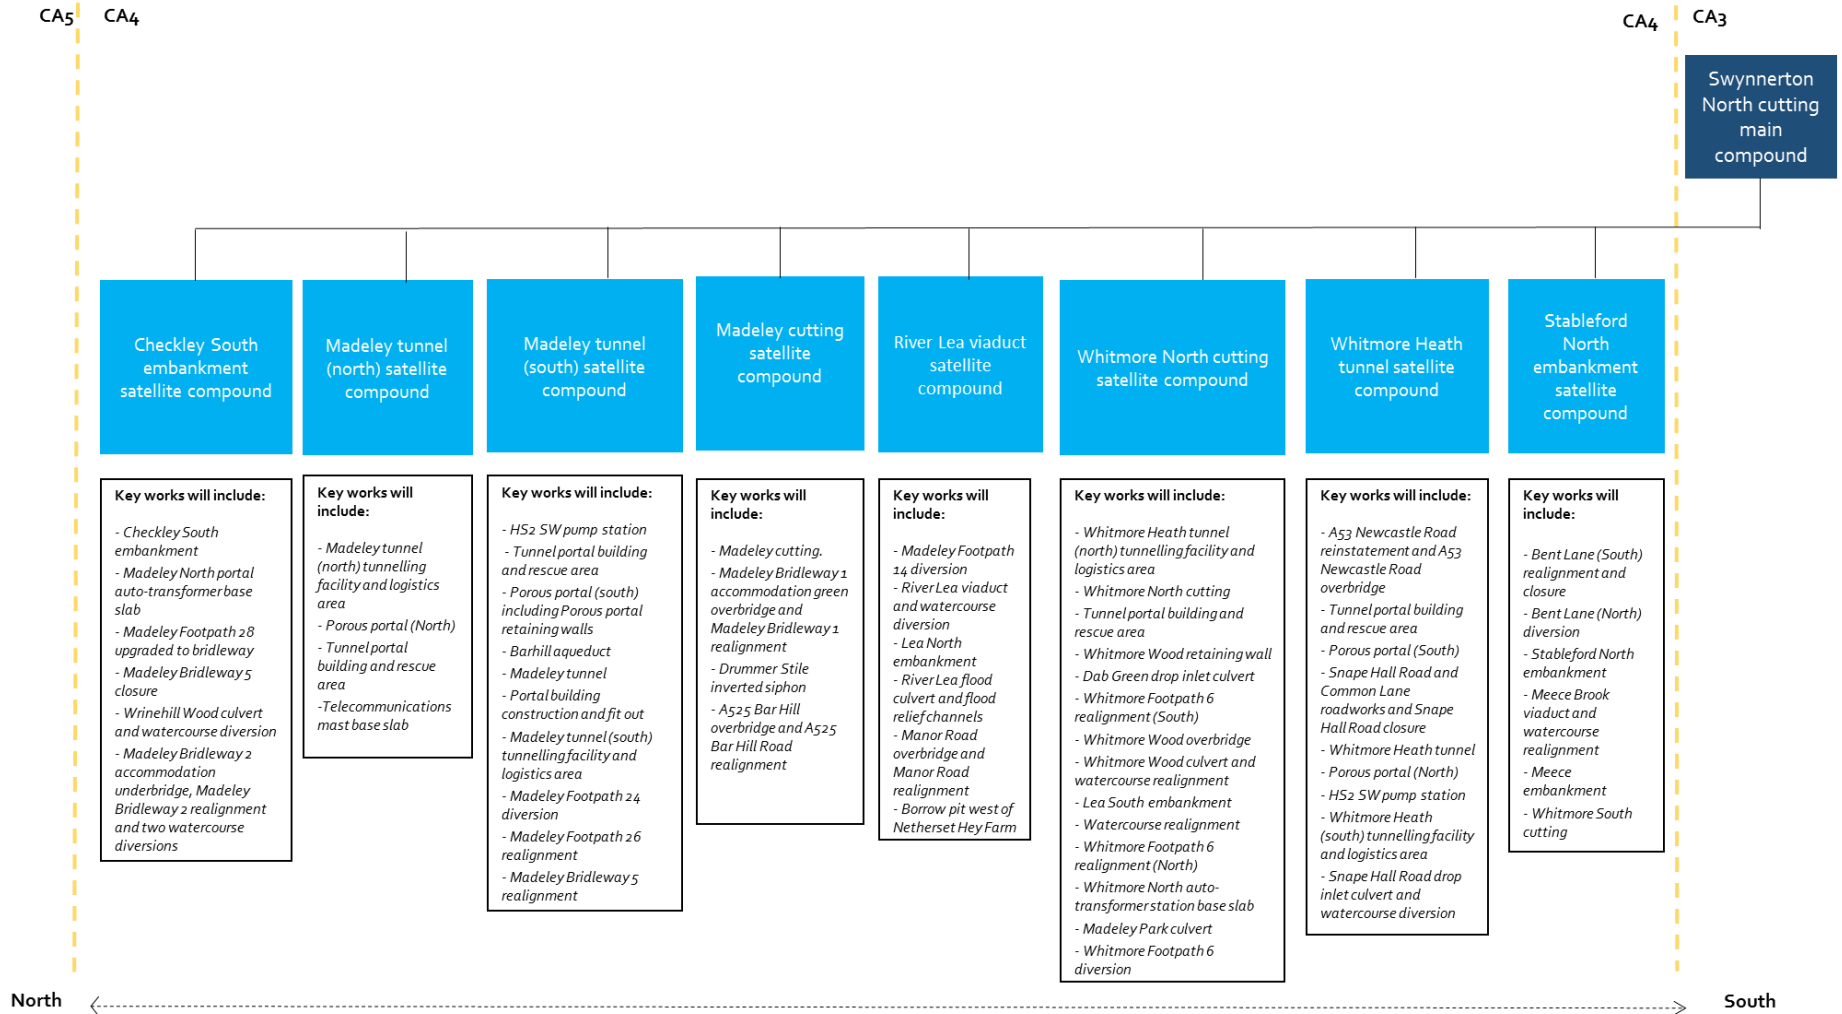 CA5
CA4
CA4
CA3
Swynnerton
North cutting
main
compound
Checkley South
embankment
satellite compound
Madeley tunnel
(north) satellite
compound
Madeley tunnel
(south) satellite
compound
Madeley cutting
satellite
compound
River Lea viaduct
satellite
compound
Whitmore North cutting
satellite compound
Whitmore Heath
tunnel satellite
compound
Stableford
North
embankment
satellite
compound
Key works will include:
- Checkley South
embankment
- Madeley North portal
auto-transformer base
slab
- Madeley Footpath 28
upgraded to bridleway
- Madeley Bridleway 5
closure
- Wrinehill Wood culvert
and watercourse diversion
- Madeley Bridleway 2
accommodation
underbridge, Madeley
Bridleway 2 realignment
and two watercourse
diversions
Key works will
include:
- Madeley tunnel
(north) tunnelling
facility and logistics
area
- Porous portal (North)
- Tunnel portal
building and rescue
area
-Telecommunications
mast base slab
Key works will include:
- HS2 SW pump station
- Tunnel portal building
and rescue area
- Porous portal (south)
including Porous portal
retaining walls
- Barhill aqueduct
- Madeley tunnel
- Portal building
construction and fit out
- Madeley tunnel (south)
tunnelling facility and
logistics area
- Madeley Footpath 24
diversion
- Madeley Footpath 26
realignment
- Madeley Bridleway 5
realignment
Key works will
include:
- Madeley cutting.
- Madeley Bridleway 1
accommodation green
overbridge and
Madeley Bridleway 1
realignment
- Drummer Stile
inverted siphon
- A525 Bar Hill
overbridge and A525
Bar Hill Road
realignment
Key works will
include:
- Madeley Footpath
14 diversion
- River Lea viaduct
and watercourse
diversion
- Lea North
embankment
- River Lea flood
culvert and flood
relief channels
- Manor Road
overbridge and
Manor Road
realignment
- Borrow pit west of
Netherset Hey Farm
Key works will include:
- Whitmore Heath tunnel
(north) tunnelling facility and
logistics area
- Whitmore North cutting
- Tunnel portal building and
rescue area
- Whitmore Wood retaining wall
- Dab Green drop inlet culvert
- Whitmore Footpath 6
realignment (South)
- Whitmore Wood overbridge
- Whitmore Wood culvert and
watercourse realignment
- Lea South embankment
- Watercourse realignment
- Whitmore Footpath 6
realignment (North)
- Whitmore North auto-
transformer station base slab
- Madeley Park culvert
- Whitmore Footpath 6
diversion
Key works will include:
- A53 Newcastle Road
reinstatement and A53
Newcastle Road
overbridge
- Tunnel portal building
and rescue area
- Porous portal (South)
- Snape Hall Road and
Common Lane
roadworks and Snape
Hall Road closure
- Whitmore Heath tunnel
- Porous portal (North)
- HS2 SW pump station
- Whitmore Heath
(south) tunnelling facility
and logistics area
- Snape Hall Road drop
inlet culvert and
watercourse diversion
Key works will
include:
- Bent Lane (South)
realignment and
closure
- Bent Lane (North)
diversion
- Stableford North
embankment
- Meece Brook
viaduct and
watercourse
realignment
- Meece
embankment
- Whitmore South
cutting
North
South